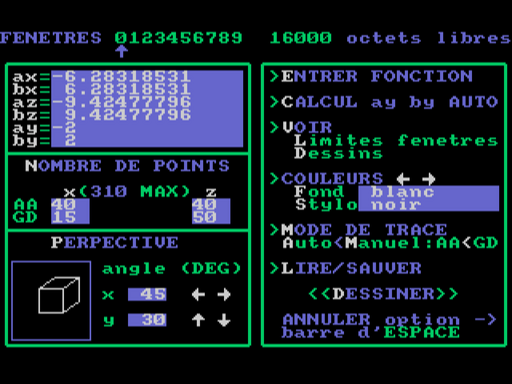 FENETRES 0123456789 16000 octets libres
ax=-6.28318531
bx= 6.28318531
az=-9.42477796
bz= 9.42477796
ay=-2
by= 2
NOMBRE DE POINTS
x(310 MAX) z
AA 40 40
GD 15 50
PERPECTIVE
angle (DEG)
x 45 ← →
y 30 ↑ ↓
>ENTRER FONCTION
>CALCUL ay by AUTO
>VOIR
Limites fenetres
Dessins
>COULEURS ← →
Fond blanc
Stylo noir
>MODE DE TRACE
Auto<Manuel:AA<GD
>LIRE/SAUVER
<<DESSINER>>
ANNULER option ->
barre d'ESPACE